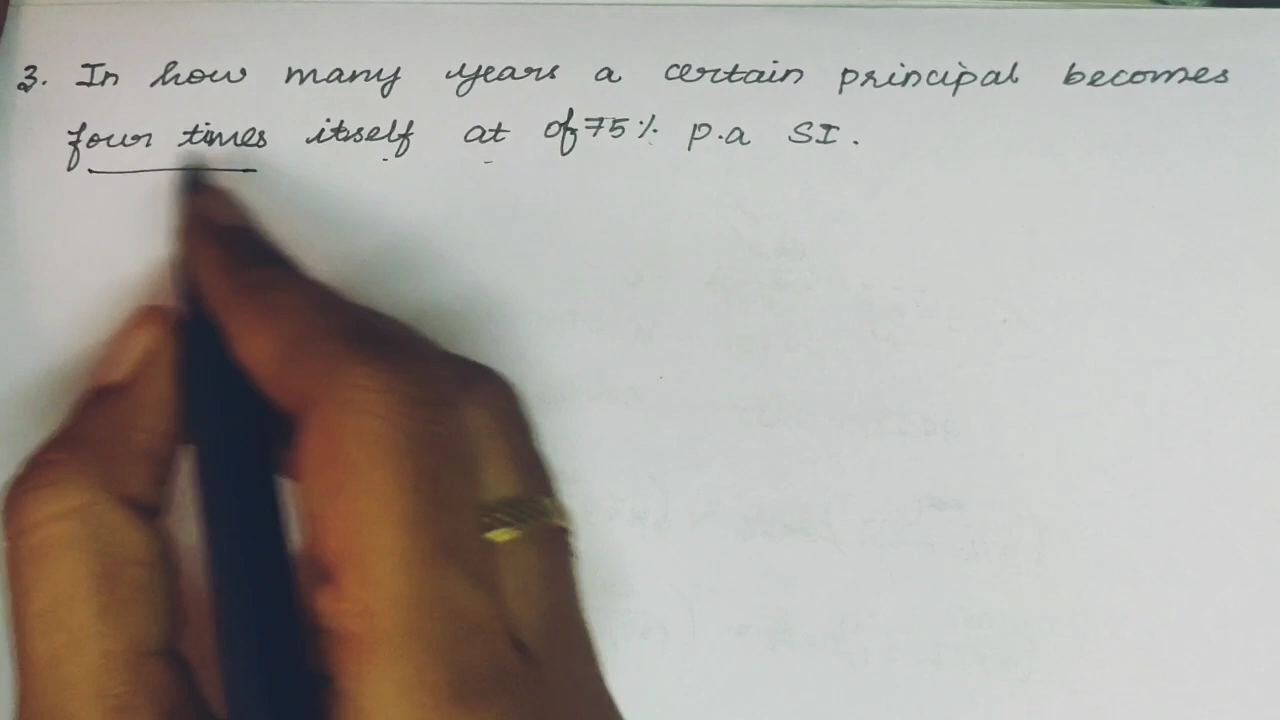 3. In how many years a certain principal becomes
four times itself at of 75% p.a SI.